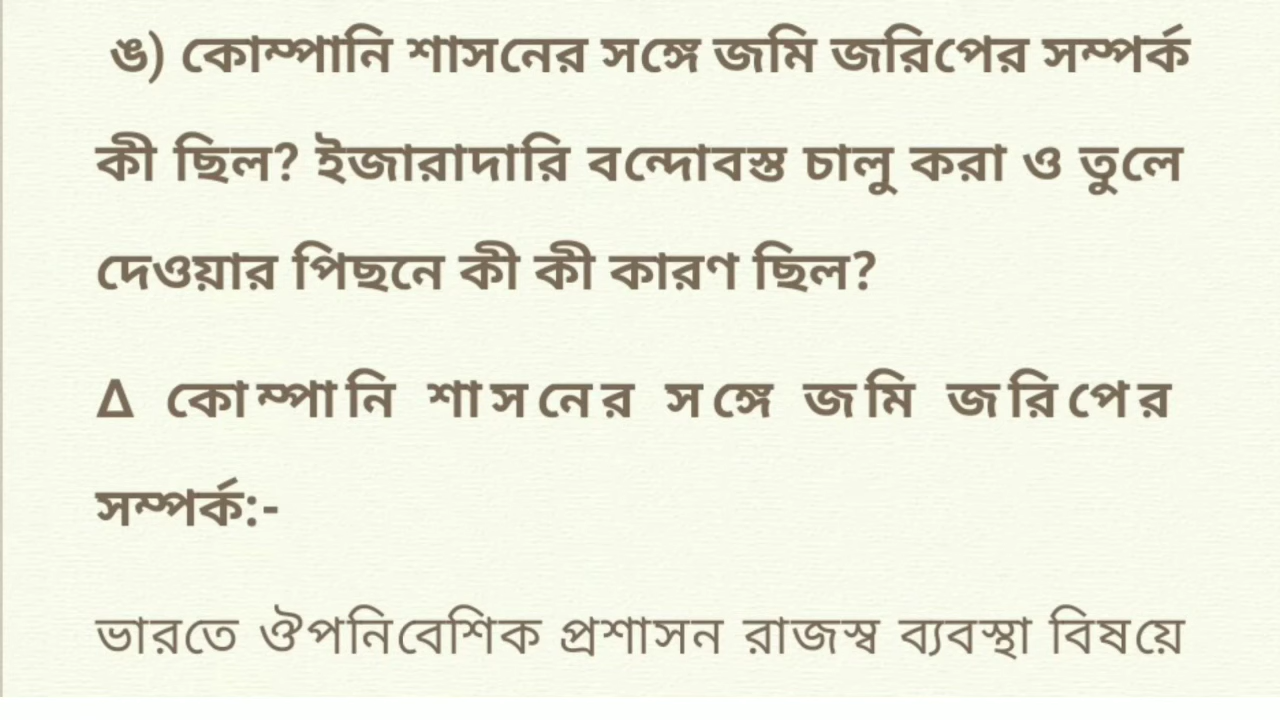 ঙ) কোম্পানি শাসনের সঙ্গে জমি জরিপের সম্পর্ক
কী ছিল? ইজারাদারি বন্দোবস্ত চালু করা ও তুলে
দেওয়ার পিছনে কী কী কারণ ছিল?
Δ কোম্পানি শাসনের সঙ্গে জমি জরিপের
সম্পর্ক:-
ভারতে ঔপনিবেশিক প্রশাসন রাজস্ব ব্যবস্থা বিষয়ে